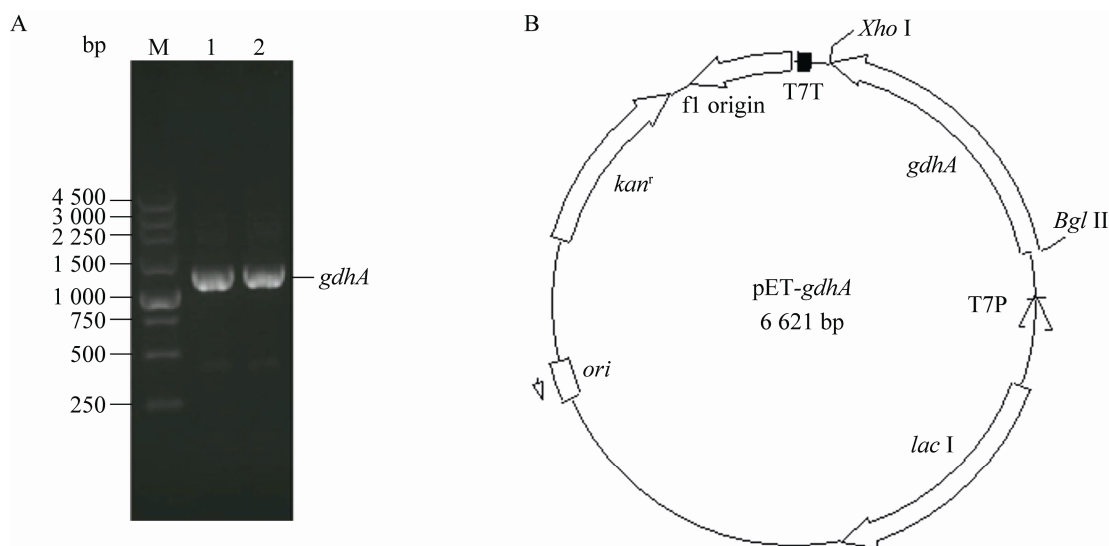 A
bp M 1 2
4 500
3 000
2 250
1 500
1 000
750
500
250
gdhA
B
Xho I
T7T
f1 origin
kanʳ
gdhA
Bgl II
pET-gdhA
6 621 bp
T7P
ori
lac I